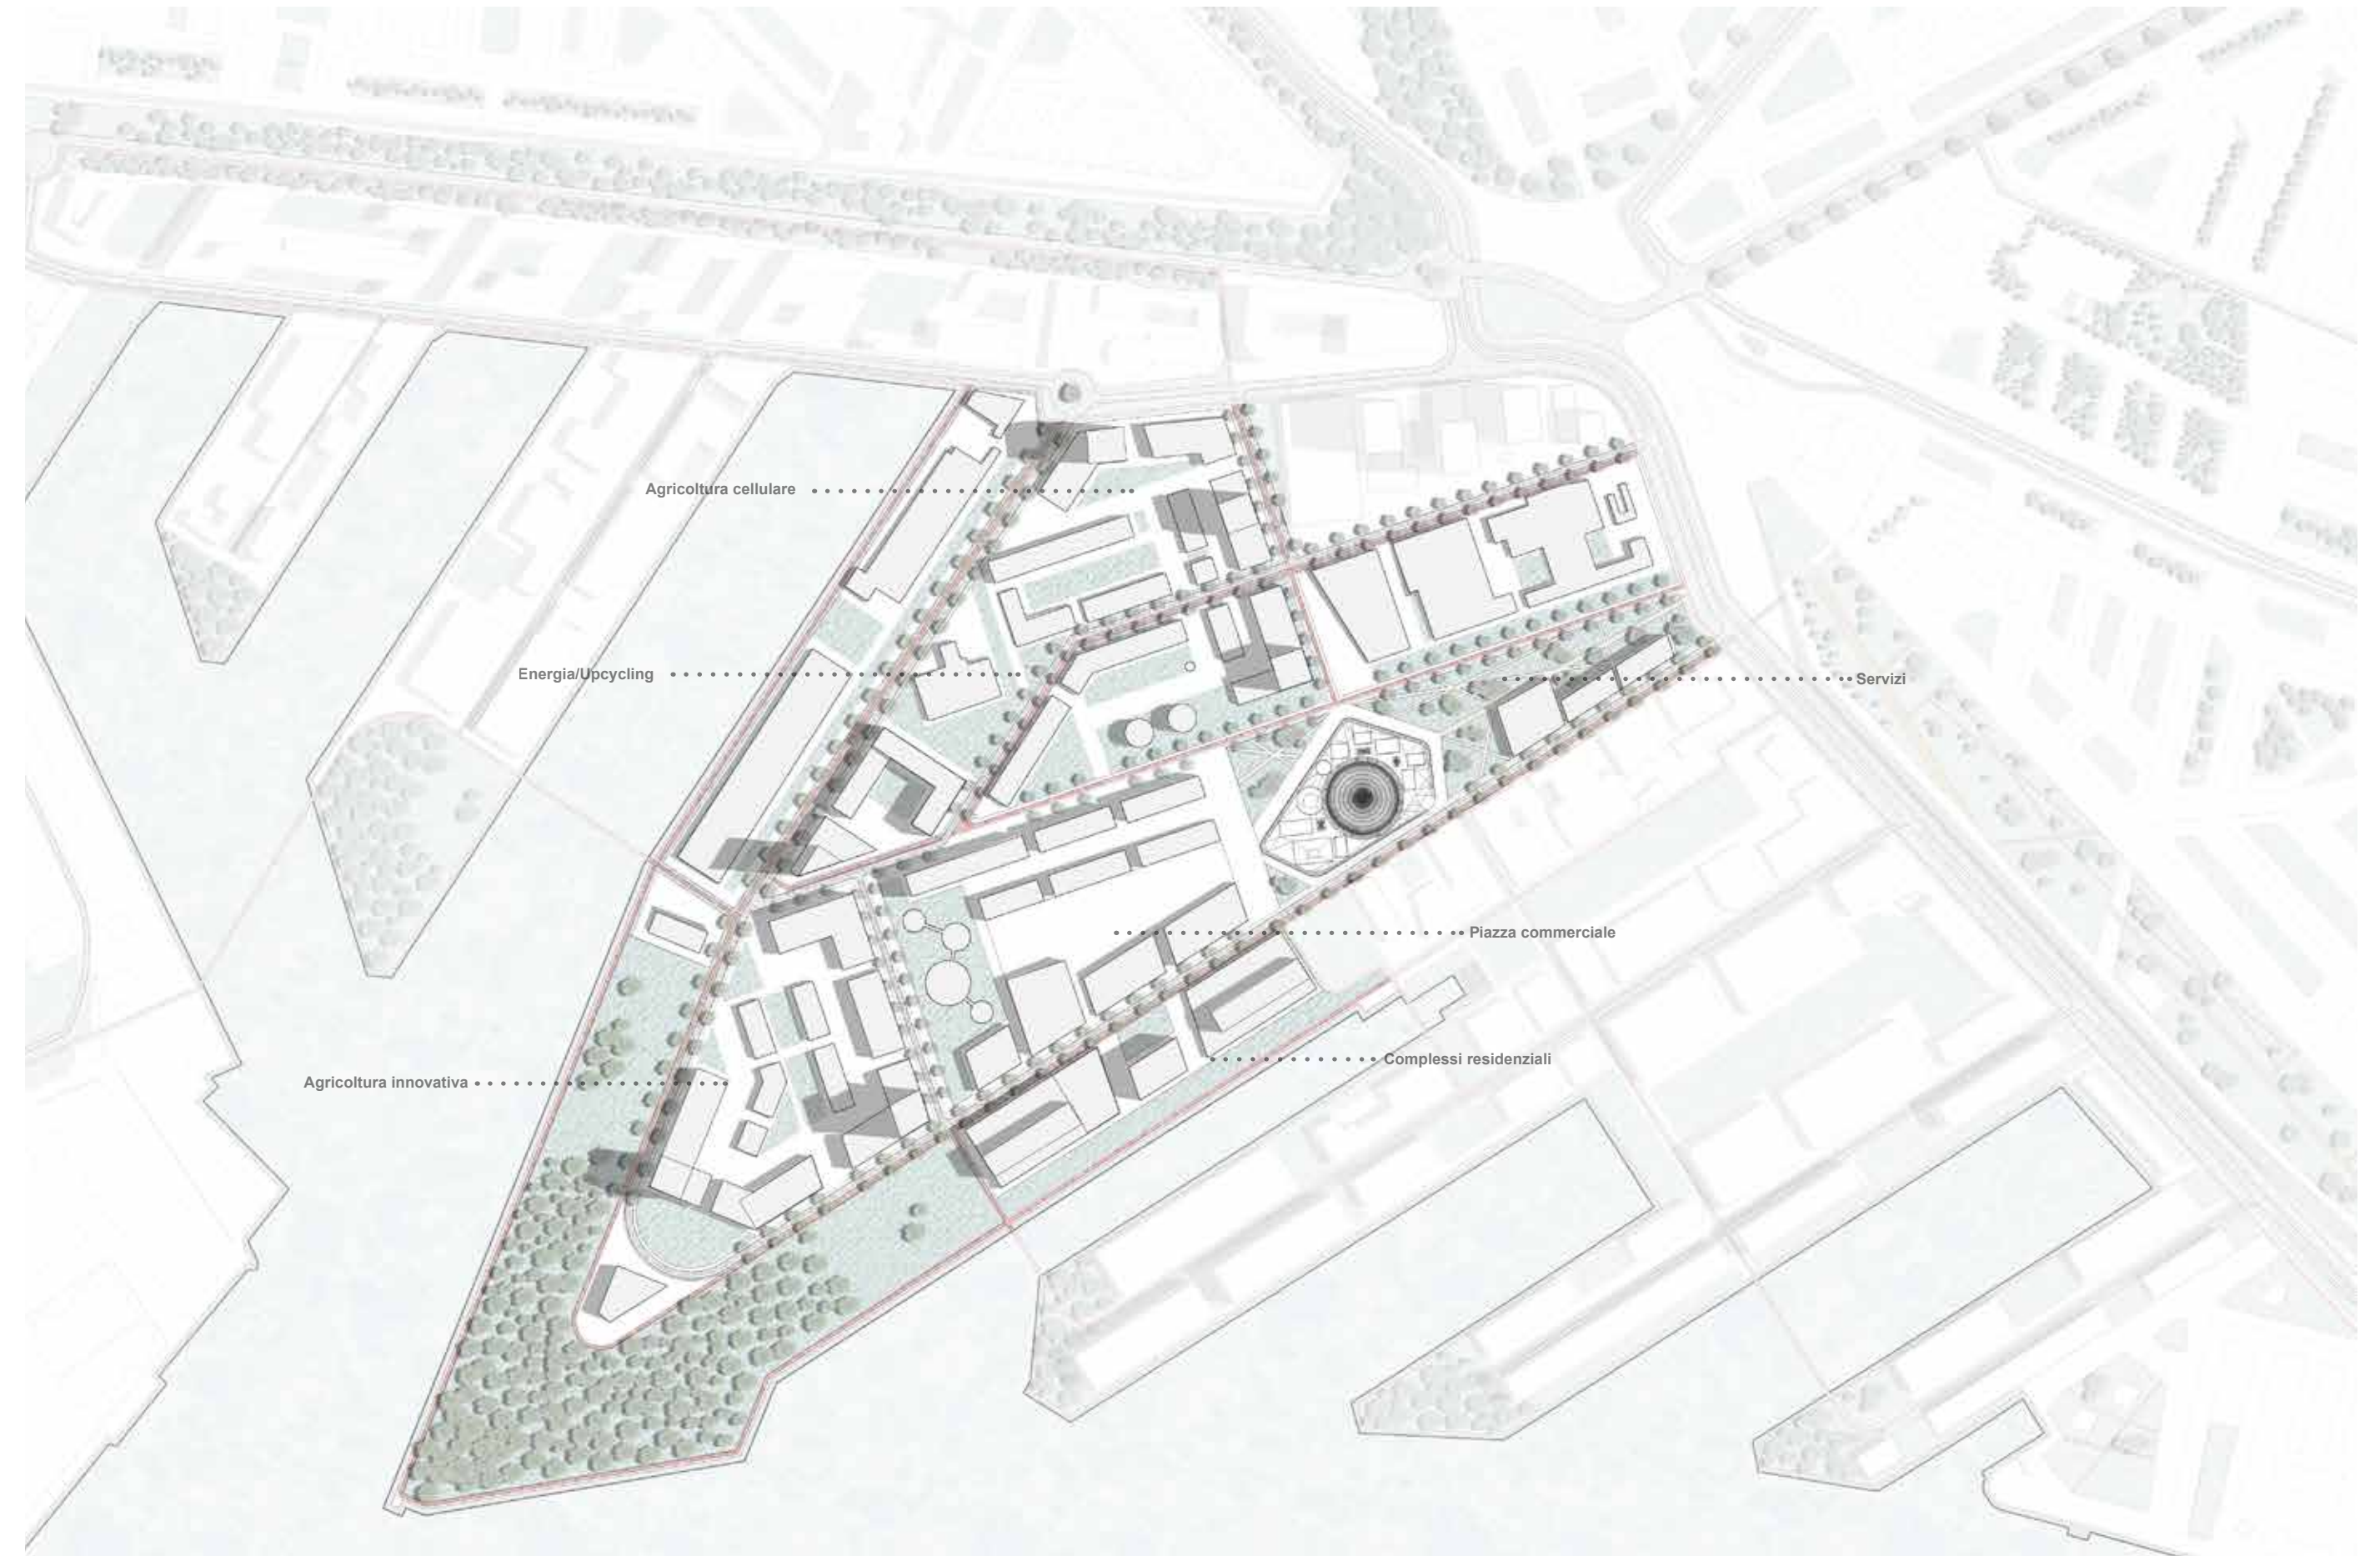 Agricoltura cellulare
Energia/Upcycling
Servizi
Piazza commerciale
Complessi residenziali
Agricoltura innovativa